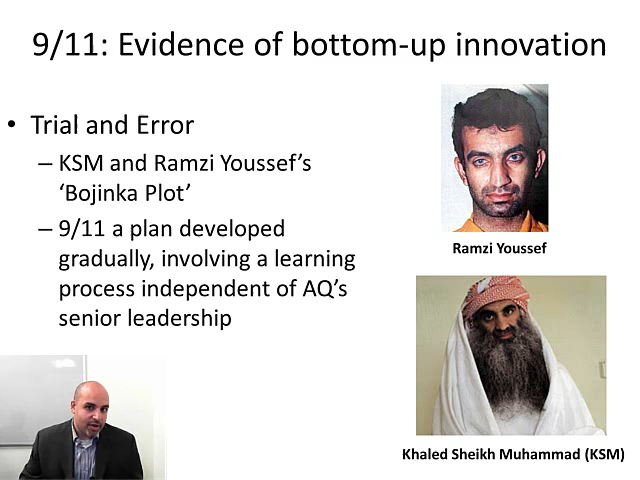 9/11: Evidence of bottom-up innovation
• Trial and Error
– KSM and Ramzi Youssef’s
‘Bojinka Plot’
– 9/11 a plan developed
gradually, involving a learning
process independent of AQ’s
senior leadership
Ramzi Youssef
Khaled Sheikh Muhammad (KSM)